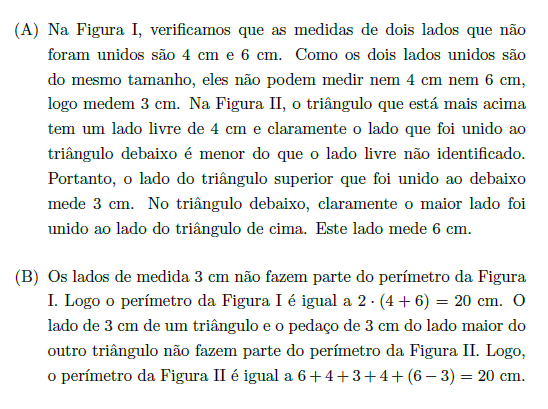 (A) Na Figura I, verificamos que as medidas de dois lados que não
foram unidos são 4 cm e 6 cm. Como os dois lados unidos são
do mesmo tamanho, eles não podem medir nem 4 cm nem 6 cm,
logo medem 3 cm. Na Figura II, o triângulo que está mais acima
tem um lado livre de 4 cm e claramente o lado que foi unido ao
triângulo debaixo é menor do que o lado livre não identificado.
Portanto, o lado do triângulo superior que foi unido ao debaixo
mede 3 cm. No triângulo debaixo, claramente o maior lado foi
unido ao lado do triângulo de cima. Este lado mede 6 cm.
(B) Os lados de medida 3 cm não fazem parte do perímetro da Figura
I. Logo o perímetro da Figura I é igual a 2 · (4 + 6) = 20 cm. O
lado de 3 cm de um triângulo e o pedaço de 3 cm do lado maior do
outro triângulo não fazem parte do perímetro da Figura II. Logo,
o perímetro da Figura II é igual a 6 + 4 + 3 + 4 + (6 − 3) = 20 cm.